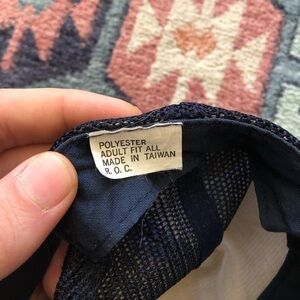 POLYESTER
ADULT FIT ALL
MADE IN TAIWAN
R. O. C.